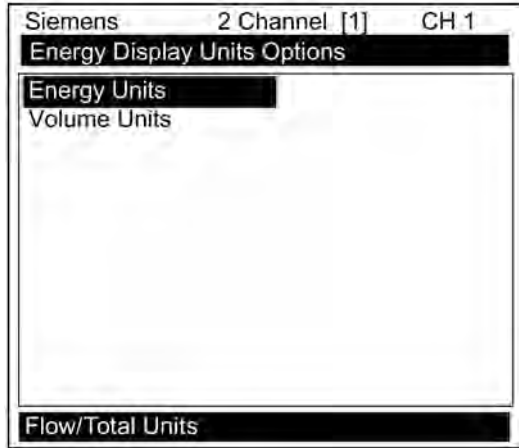 Siemens 2 Channel [1] CH 1
Energy Display Units Options
Energy Units
Volume Units
Flow/Total Units